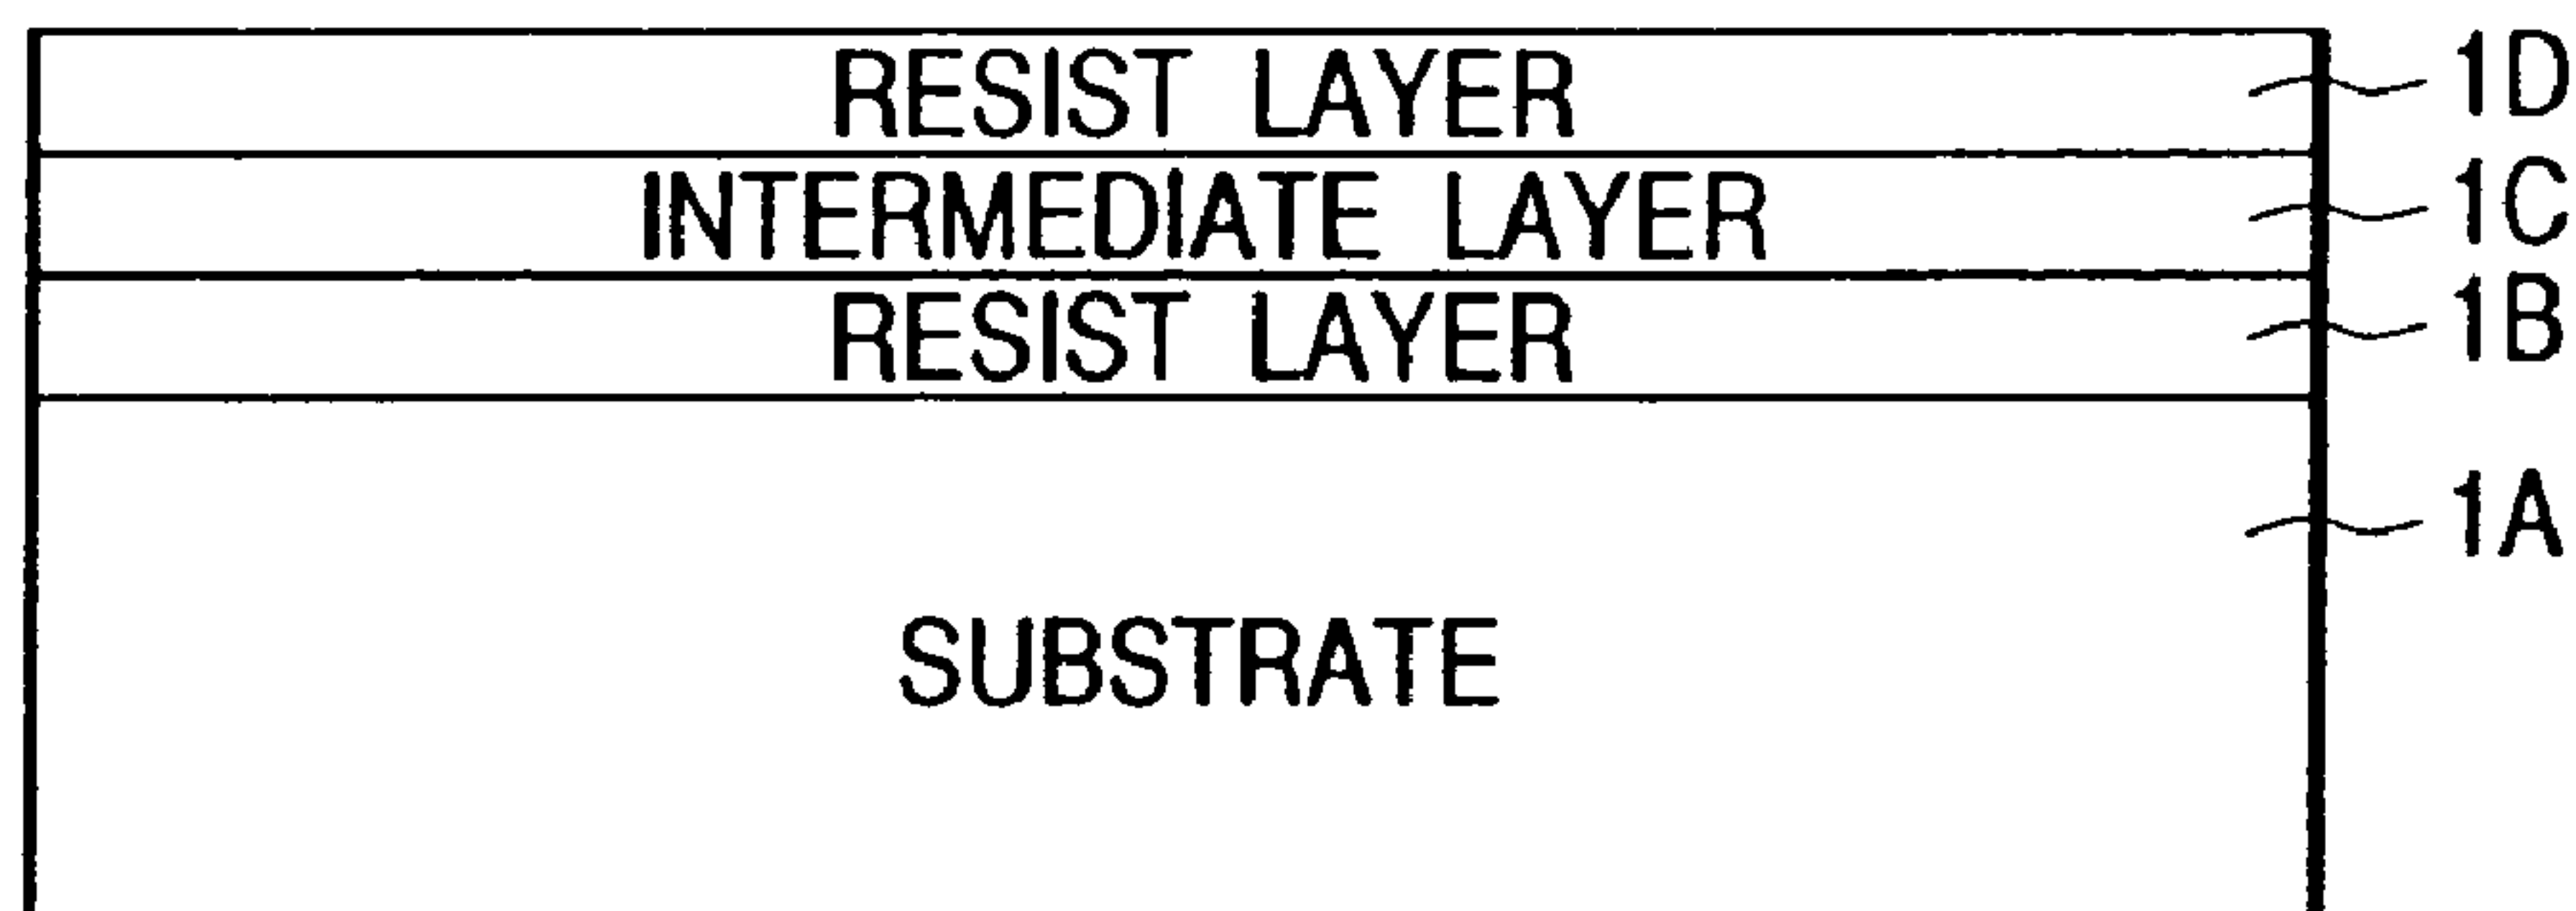 RESIST LAYER 1D
INTERMEDIATE LAYER 1C
RESIST LAYER 1B
1A
SUBSTRATE